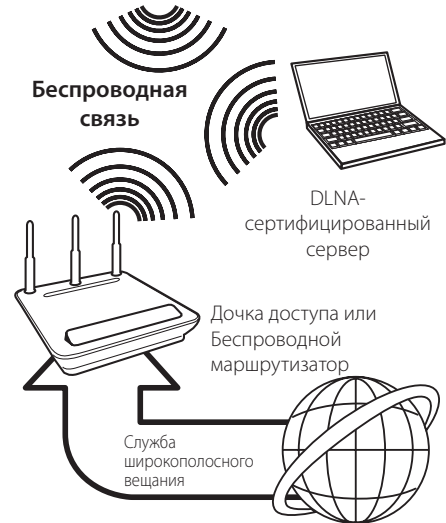 Беспроводная
связь
DLNA-
сертифицированный
сервер
Дочка доступа или
Беспроводной
маршрутизатор
Служба
широкополосного
вещания